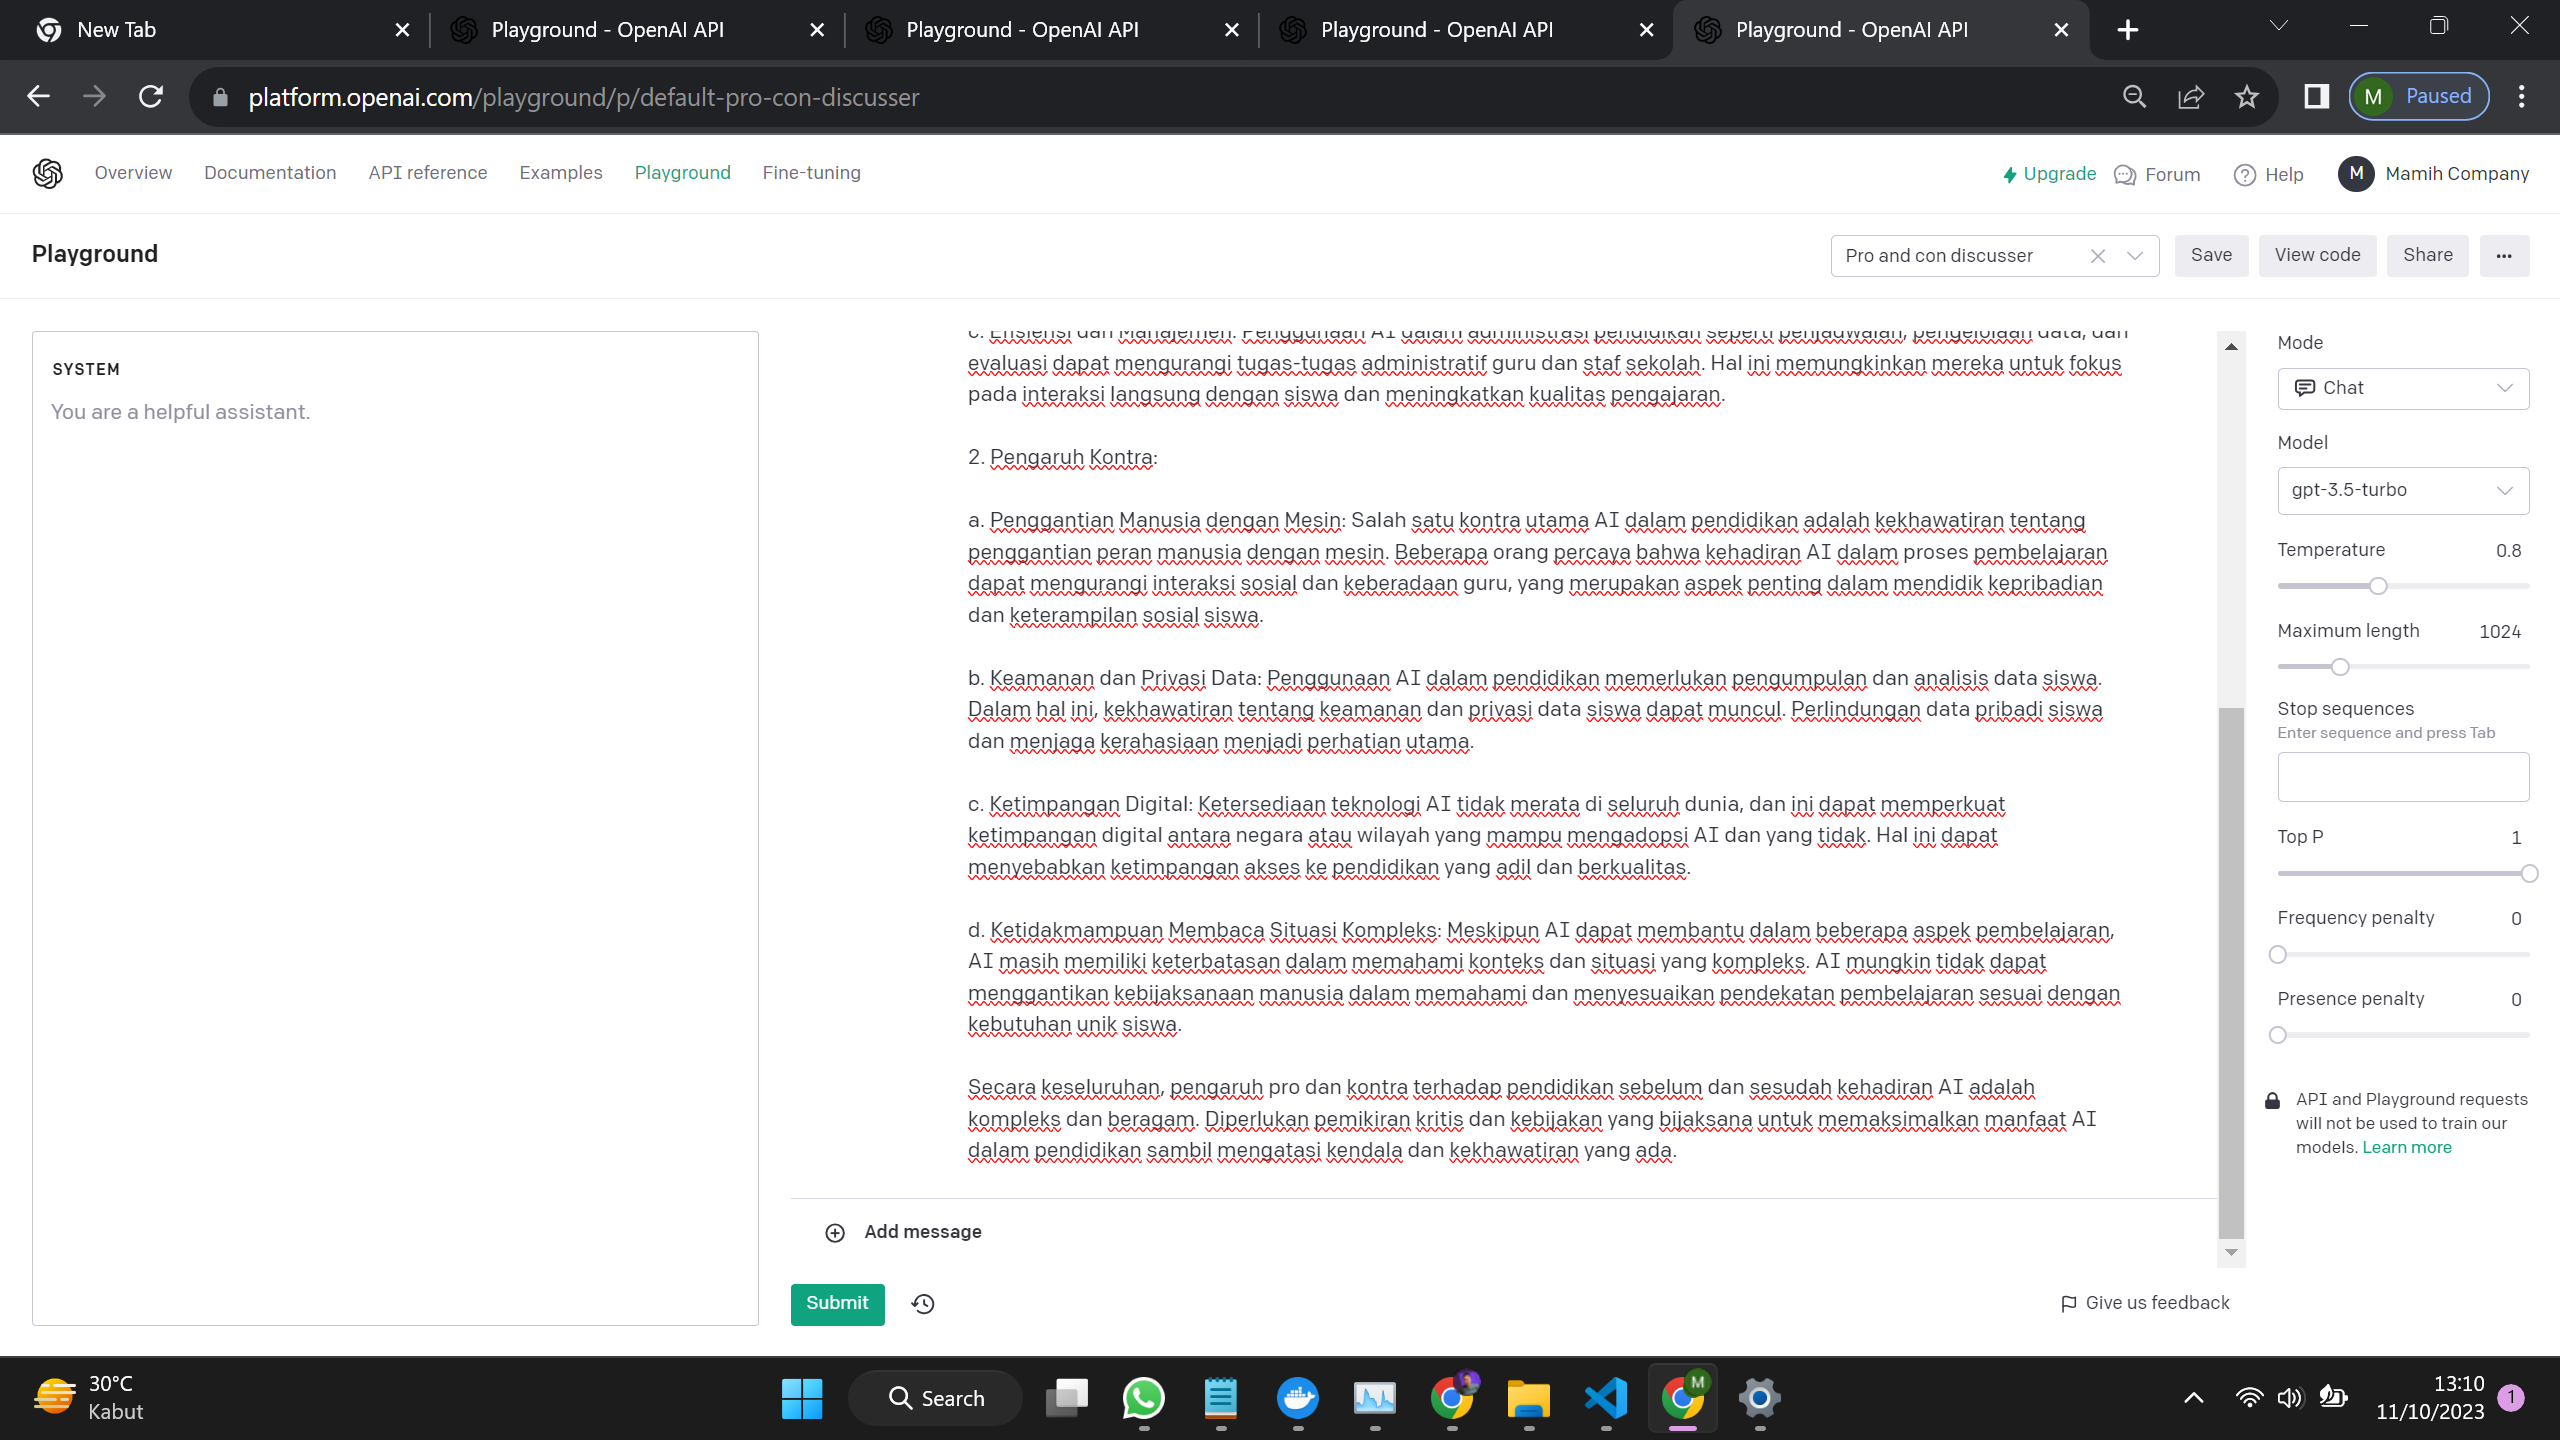 New Tab
Playground - OpenAI API
Playground - OpenAI API
Playground - OpenAI API
Playground - OpenAI API
platform.openai.com/playground/p/default-pro-con-discusser
M Paused
Overview Documentation API reference Examples Playground Fine-tuning
Upgrade Forum Help M Mamih Company
Playground
Pro and con discusser
Save View code Share ...
SYSTEM
You are a helpful assistant.
c. Efisiensi dan Manajemen: Penggunaan AI dalam administrasi pendidikan seperti penjadwalan, pengelolaan data, dan
evaluasi dapat mengurangi tugas-tugas administratif guru dan staf sekolah. Hal ini memungkinkan mereka untuk fokus
pada interaksi langsung dengan siswa dan meningkatkan kualitas pengajaran.
2. Pengaruh Kontra:
a. Penggantian Manusia dengan Mesin: Salah satu kontra utama AI dalam pendidikan adalah kekhawatiran tentang
penggantian peran manusia dengan mesin. Beberapa orang percaya bahwa kehadiran AI dalam proses pembelajaran
dapat mengurangi interaksi sosial dan keberadaan guru, yang merupakan aspek penting dalam mendidik kepribadian
dan keterampilan sosial siswa.
b. Keamanan dan Privasi Data: Penggunaan AI dalam pendidikan memerlukan pengumpulan dan analisis data siswa.
Dalam hal ini, kekhawatiran tentang keamanan dan privasi data siswa dapat muncul. Perlindungan data pribadi siswa
dan menjaga kerahasiaan menjadi perhatian utama.
c. Ketimpangan Digital: Ketersediaan teknologi AI tidak merata di seluruh dunia, dan ini dapat memperkuat
ketimpangan digital antara negara atau wilayah yang mampu mengadopsi AI dan yang tidak. Hal ini dapat
menyebabkan ketimpangan akses ke pendidikan yang adil dan berkualitas.
d. Ketidakmampuan Membaca Situasi Kompleks: Meskipun AI dapat membantu dalam beberapa aspek pembelajaran,
AI masih memiliki keterbatasan dalam memahami konteks dan situasi yang kompleks. AI mungkin tidak dapat
menggantikan kebijaksanaan manusia dalam memahami dan menyesuaikan pendekatan pembelajaran sesuai dengan
kebutuhan unik siswa.
Secara keseluruhan, pengaruh pro dan kontra terhadap pendidikan sebelum dan sesudah kehadiran AI adalah
kompleks dan beragam. Diperlukan pemikiran kritis dan kebijakan yang bijaksana untuk memaksimalkan manfaat AI
dalam pendidikan sambil mengatasi kendala dan kekhawatiran yang ada.
Add message
Submit
Give us feedback
Mode
Chat
Model
gpt-3.5-turbo
Temperature 0.8
Maximum length 1024
Stop sequences
Enter sequence and press Tab
Top P 1
Frequency penalty 0
Presence penalty 0
API and Playground requests
will not be used to train our
models. Learn more
30°C
Kabut
Search
M
13:10
11/10/2023
1